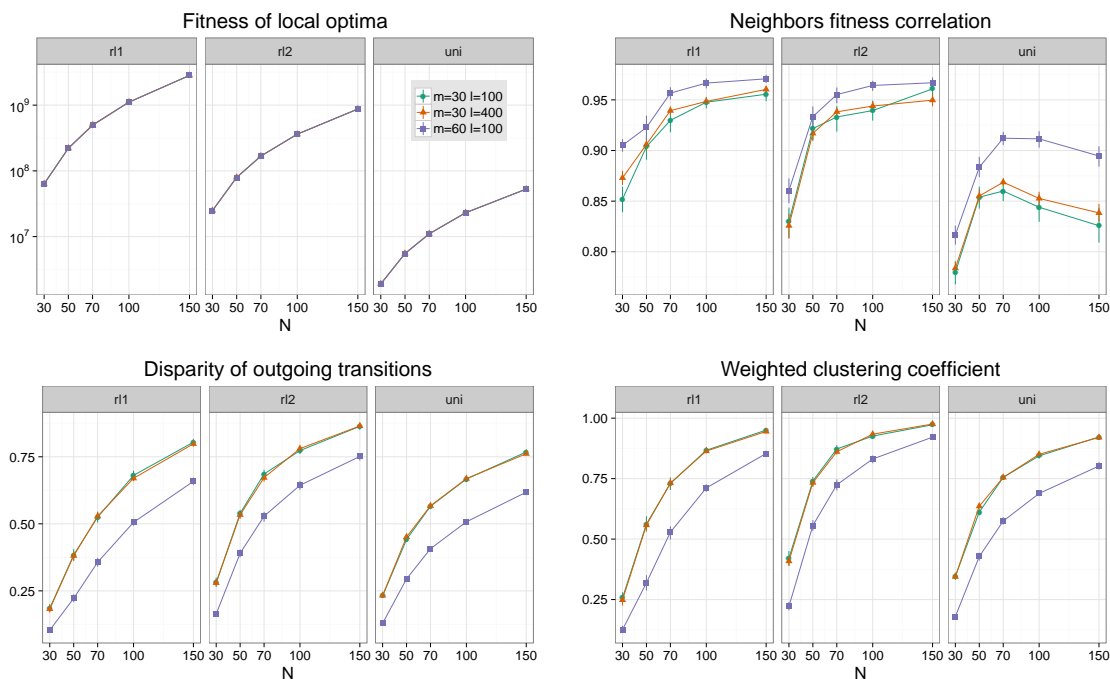 Fitness of local optima
rl1
rl2
uni
10^9
10^8
10^7
m=30 l=100
m=30 l=400
m=60 l=100
30 50 70 100 150
30 50 70 100 150
30 50 70 100 150
N
Neighbors fitness correlation
rl1
rl2
uni
0.95
0.90
0.85
0.80
30 50 70 100 150
30 50 70 100 150
30 50 70 100 150
N
Disparity of outgoing transitions
rl1
rl2
uni
0.75
0.50
0.25
30 50 70 100 150
30 50 70 100 150
30 50 70 100 150
N
Weighted clustering coefficient
rl1
rl2
uni
1.00
0.75
0.50
0.25
30 50 70 100 150
30 50 70 100 150
30 50 70 100 150
N